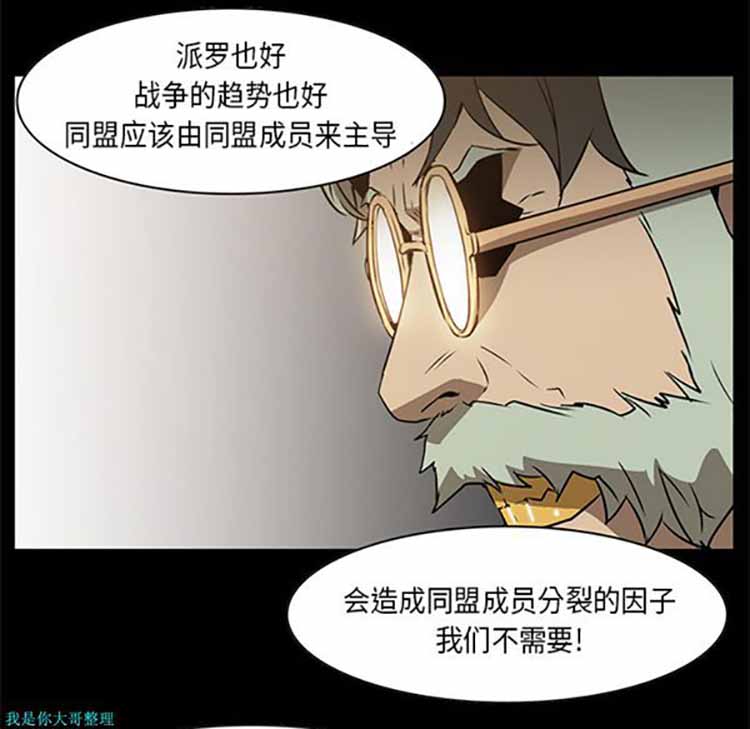 派罗也好
战争的趋势也好
同盟应该由同盟成员来主导
会造成同盟成员分裂的因子
我们不需要!
我是你大哥整理